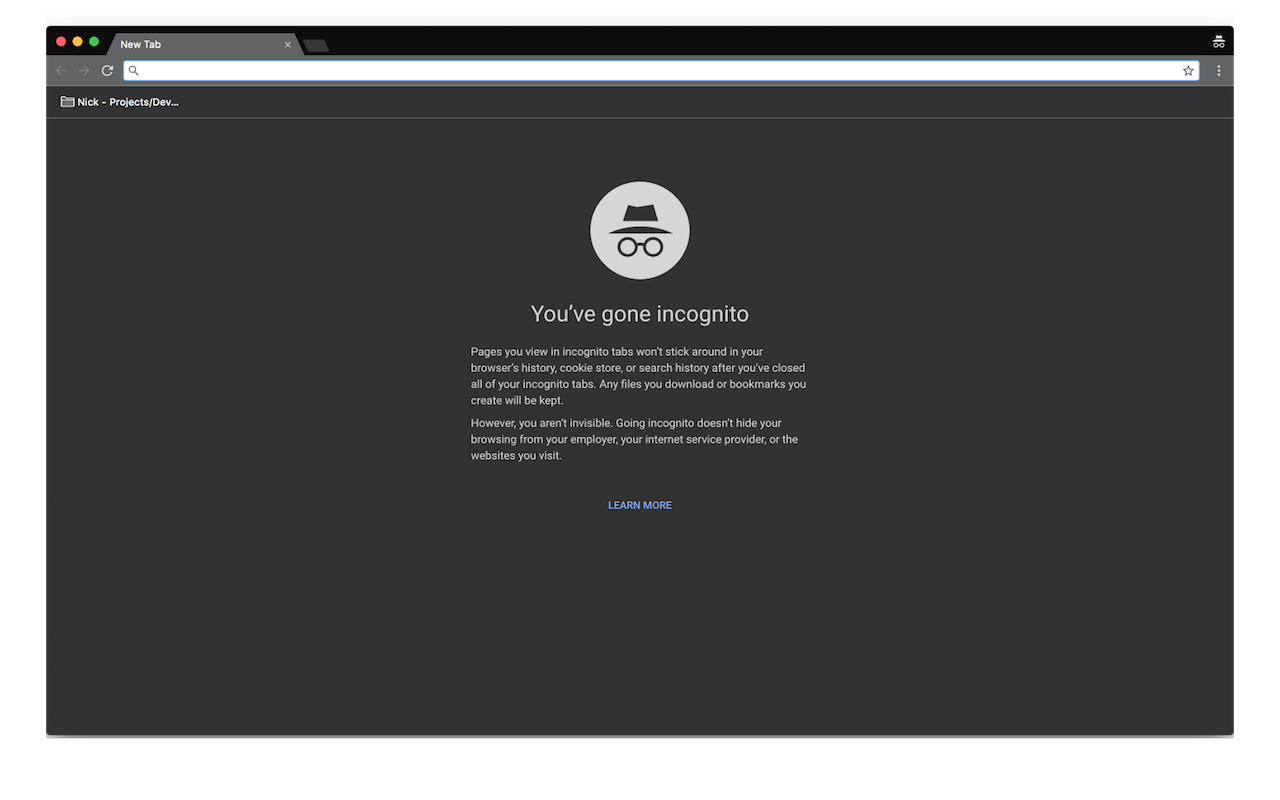 New Tab
Nick - Projects/Dev...
You’ve gone incognito
Pages you view in incognito tabs won’t stick around in your
browser’s history, cookie store, or search history after you’ve closed
all of your incognito tabs. Any files you download or bookmarks you
create will be kept.
However, you aren’t invisible. Going incognito doesn’t hide your
browsing from your employer, your internet service provider, or the
websites you visit.
LEARN MORE